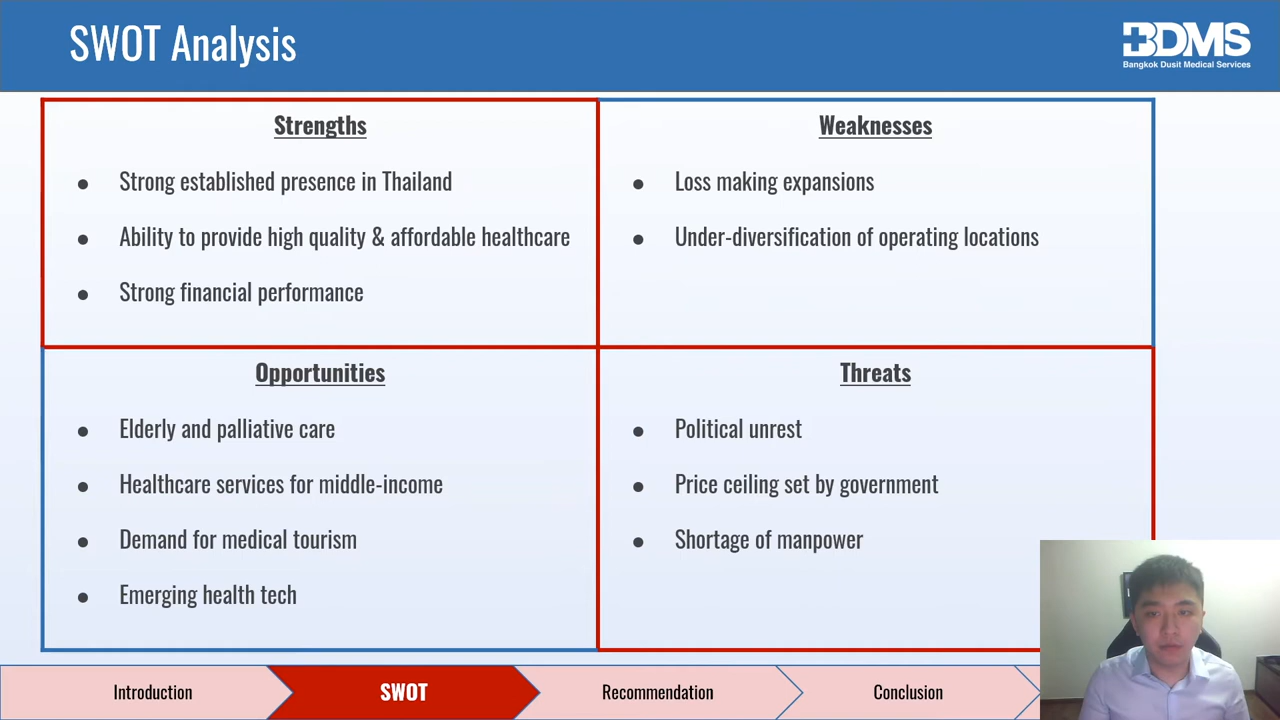 SWOT Analysis
BDMS
Bangkok Dusit Medical Services
Strengths
● Strong established presence in Thailand
● Ability to provide high quality & affordable healthcare
● Strong financial performance
Weaknesses
● Loss making expansions
● Under-diversification of operating locations
Opportunities
● Elderly and palliative care
● Healthcare services for middle-income
● Demand for medical tourism
● Emerging health tech
Threats
● Political unrest
● Price ceiling set by government
● Shortage of manpower
Introduction
SWOT
Recommendation
Conclusion